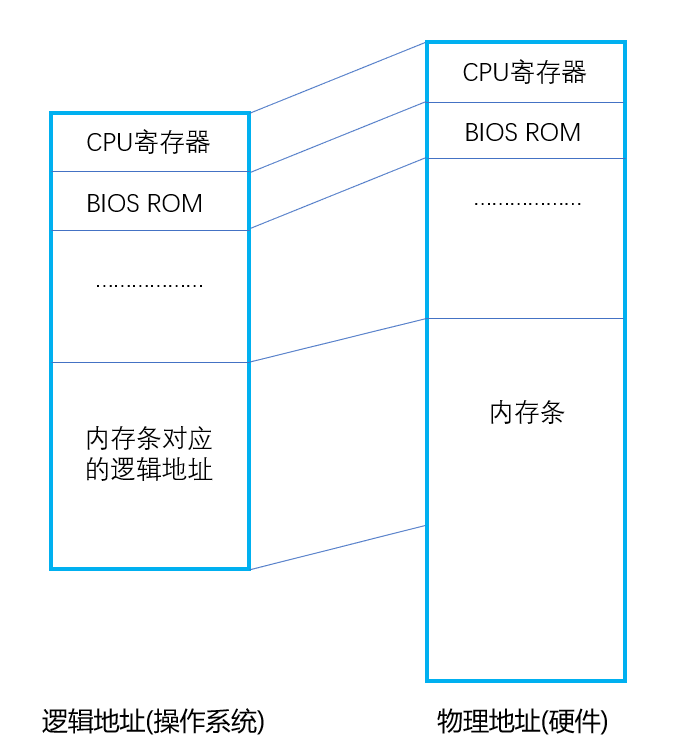 CPU寄存器
BIOS ROM
………………
内存条对应
的逻辑地址
逻辑地址(操作系统)
CPU寄存器
BIOS ROM
………………
内存条
物理地址(硬件)